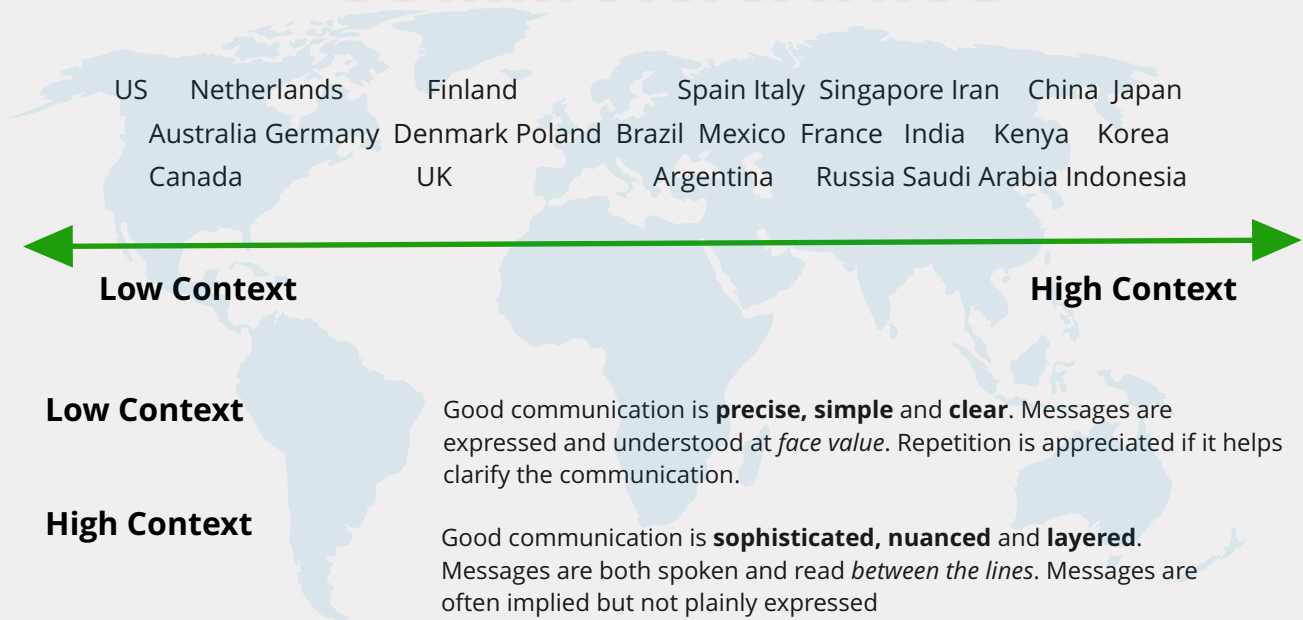 US Netherlands Finland Spain Italy Singapore Iran China Japan
Australia Germany Denmark Poland Brazil Mexico France India Kenya Korea
Canada UK Argentina Russia Saudi Arabia Indonesia
Low Context High Context
Low Context
Good communication is precise, simple and clear. Messages are
expressed and understood at face value. Repetition is appreciated if it helps
clarify the communication.
High Context
Good communication is sophisticated, nuanced and layered.
Messages are both spoken and read between the lines. Messages are
often implied but not plainly expressed